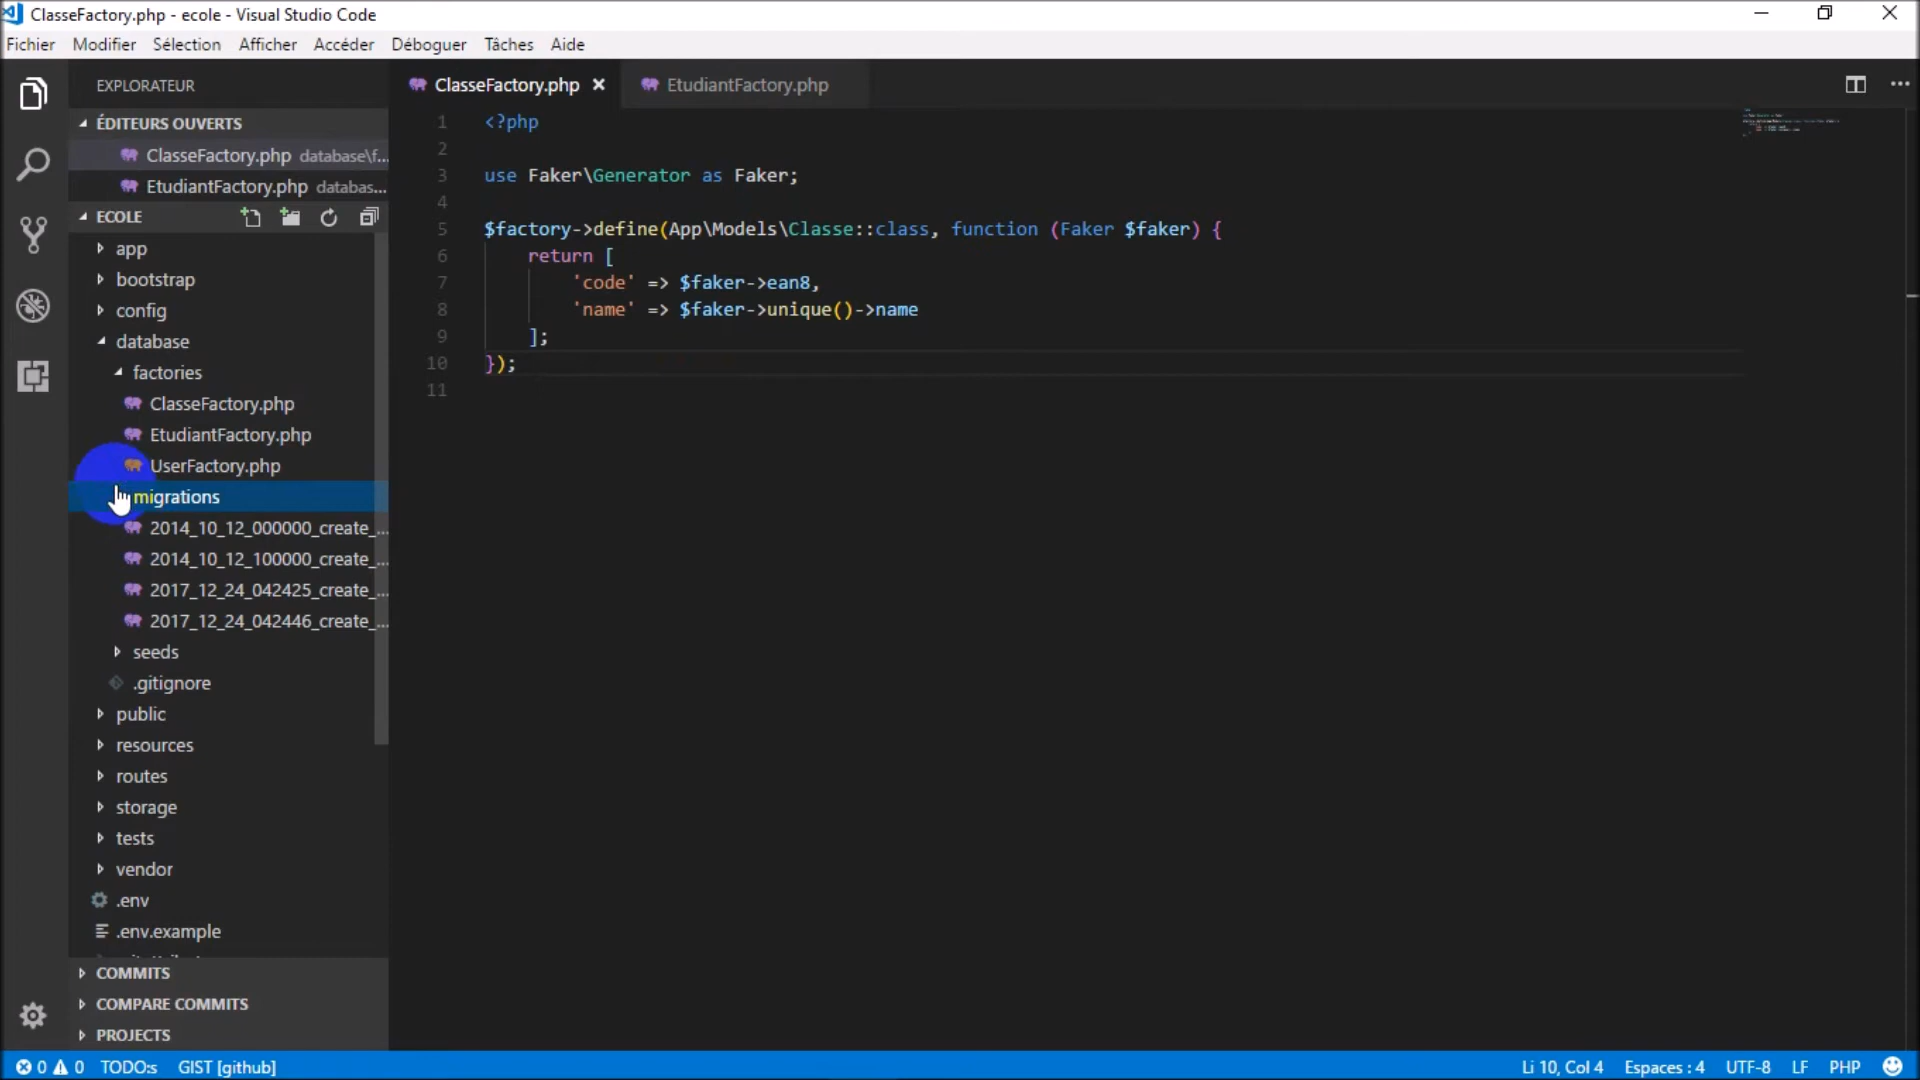 ClasseFactory.php - ecole - Visual Studio Code
Fichier Modifier Sélection Afficher Accéder Déboguer Tâches Aide
EXPLORATEUR
ÉDITEURS OUVERTS
ClasseFactory.php database\f...
EtudiantFactory.php databas...
ECOLE
app
bootstrap
config
database
factories
ClasseFactory.php
EtudiantFactory.php
UserFactory.php
migrations
2014_10_12_000000_create_...
2014_10_12_100000_create_...
2017_12_24_042425_create_...
2017_12_24_042446_create_...
seeds
.gitignore
public
resources
routes
storage
tests
vendor
.env
.env.example
COMMITS
COMPARE COMMITS
PROJECTS
ClasseFactory.php EtudiantFactory.php
1 <?php
2
3 use Faker\Generator as Faker;
4
5 $factory->define(App\Models\Classe::class, function (Faker $faker) {
6 return [
7 'code' => $faker->ean8,
8 'name' => $faker->unique()->name
9 ];
10 });
11
0 0 TODO:s GIST [github] Li 10, Col 4 Espaces : 4 UTF-8 LF PHP